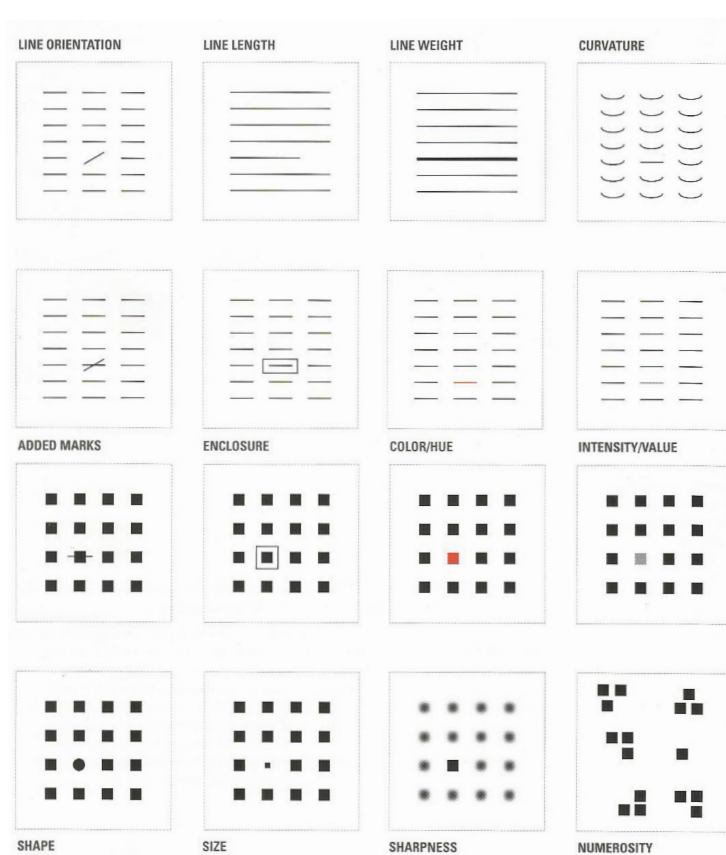 LINE ORIENTATION
LINE LENGTH
LINE WEIGHT
CURVATURE
ADDED MARKS
ENCLOSURE
COLOR/HUE
INTENSITY/VALUE
SHAPE
SIZE
SHARPNESS
NUMEROSITY